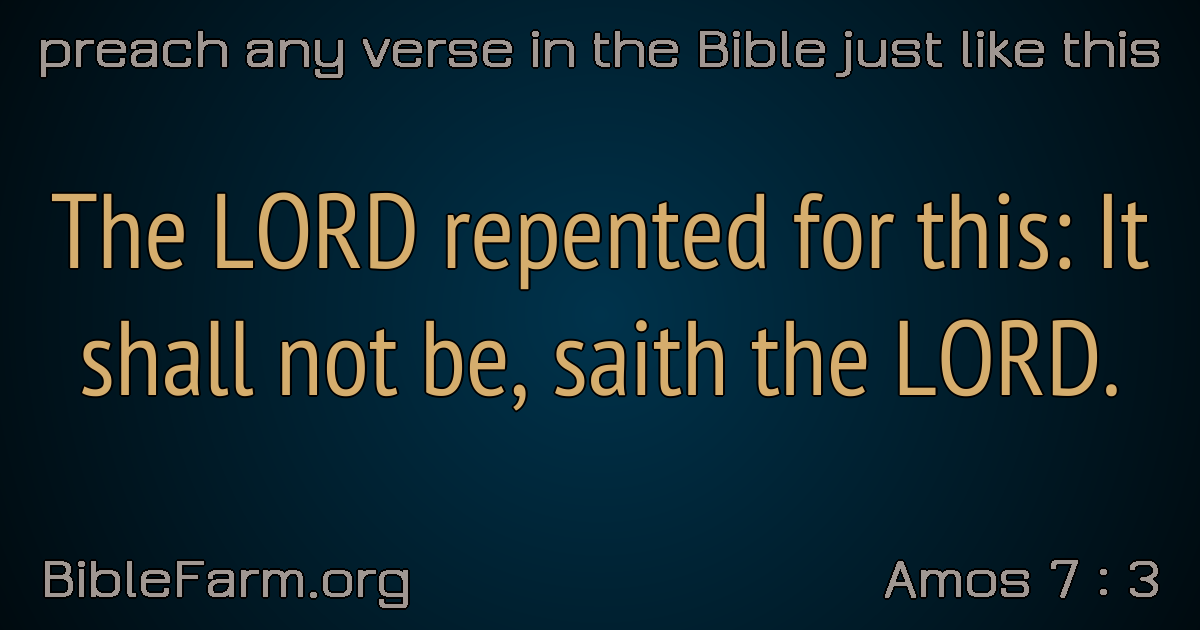 preach any verse in the Bible just like this
The LORD repented for this: It
shall not be, saith the LORD.
BibleFarm.org
Amos 7 : 3